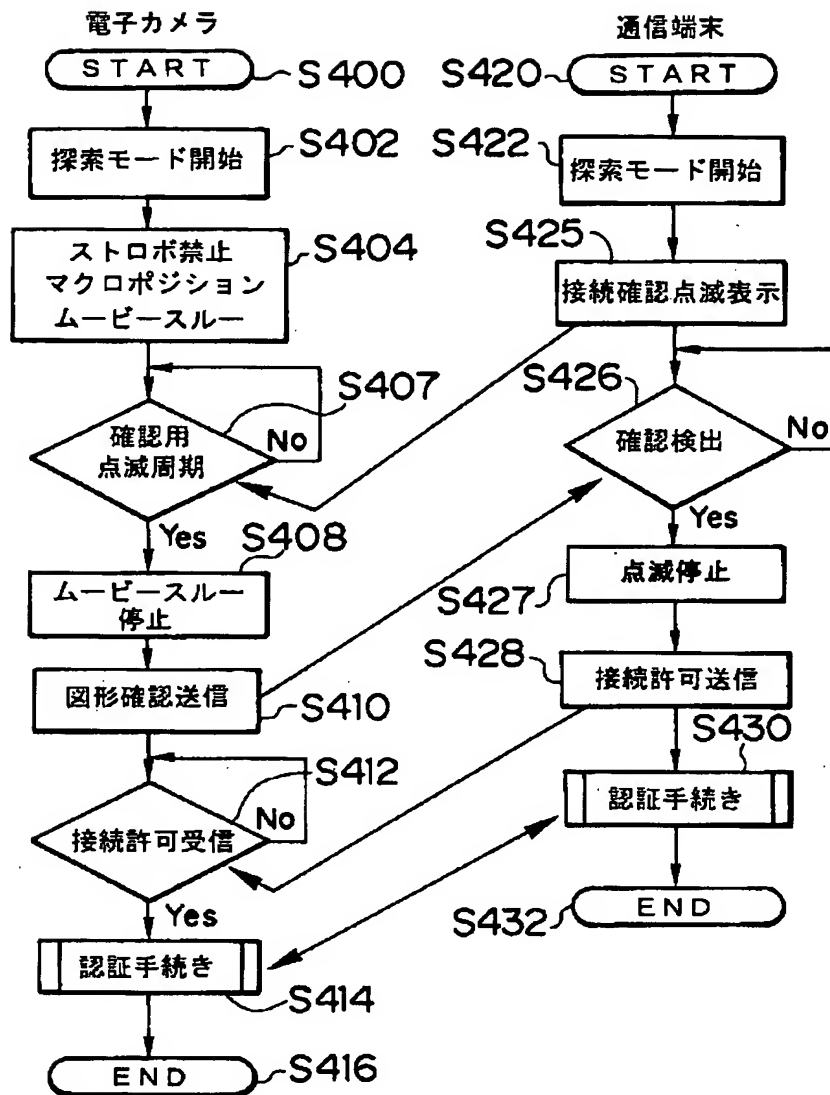 電子カメラ
START
S400
探索モード開始
S402
ストロボ禁止
マクロポジション
ムービースルー
S404
確認用
点滅周期
S407
No
Yes
ムービースルー
停止
S408
図形確認送信
S410
接続許可受信
S412
No
Yes
認証手続き
S414
END
S416
通信端末
START
S420
探索モード開始
S422
接続確認点滅表示
S425
確認検出
S426
No
Yes
点滅停止
S427
接続許可送信
S428
認証手続き
S430
END
S432